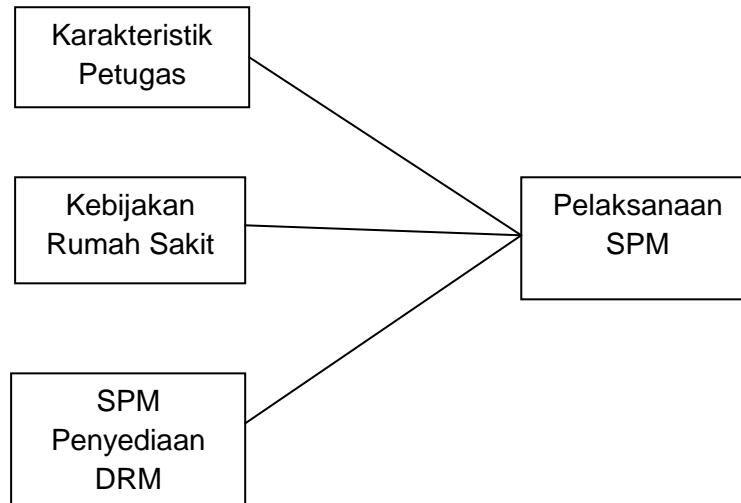 Karakteristik
Petugas
Kebijakan
Rumah Sakit
Pelaksanaan
SPM
SPM
Penyediaan
DRM